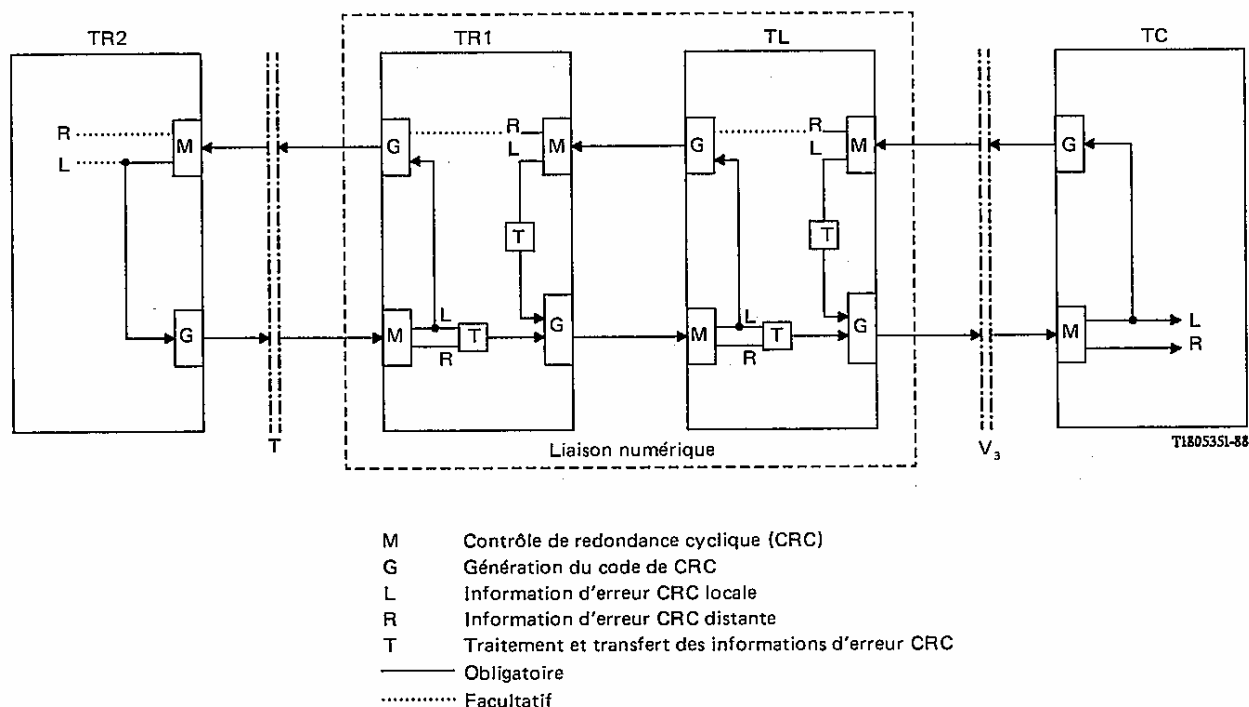 TR2 TR1 TL TC
R M G R M G R M G
L L L
T T
G M L T G M L T G M L
R R R
T Liaison numérique V3
T1805351-88
M Contrôle de redondance cyclique (CRC)
G Génération du code de CRC
L Information d'erreur CRC locale
R Information d'erreur CRC distante
T Traitement et transfert des informations d'erreur CRC
Obligatoire
Facultatif